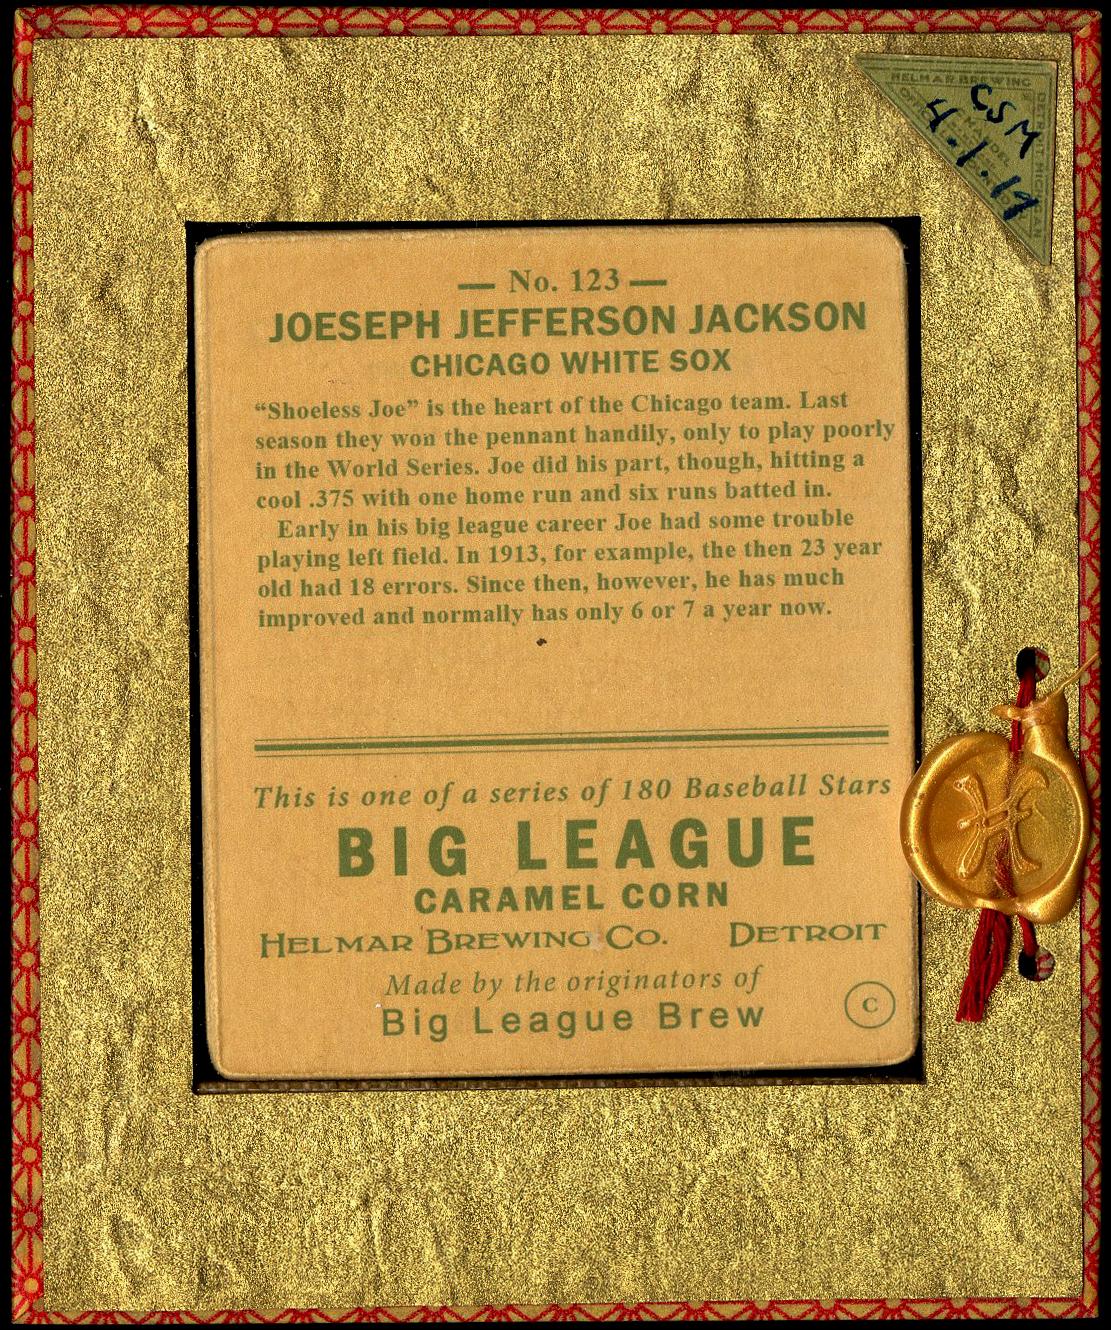 HELMAR BREWING
CSM
4.1.19
— No. 123 —
JOESEPH JEFFERSON JACKSON
CHICAGO WHITE SOX
“Shoeless Joe” is the heart of the Chicago team. Last
season they won the pennant handily, only to play poorly
in the World Series. Joe did his part, though, hitting a
cool .375 with one home run and six runs batted in.
Early in his big league career Joe had some trouble
playing left field. In 1913, for example, the then 23 year
old had 18 errors. Since then, however, he has much
improved and normally has only 6 or 7 a year now.
This is one of a series of 180 Baseball Stars
BIG LEAGUE
CARAMEL CORN
HELMAR BREWING CO. DETROIT
Made by the originators of
Big League Brew
C
H